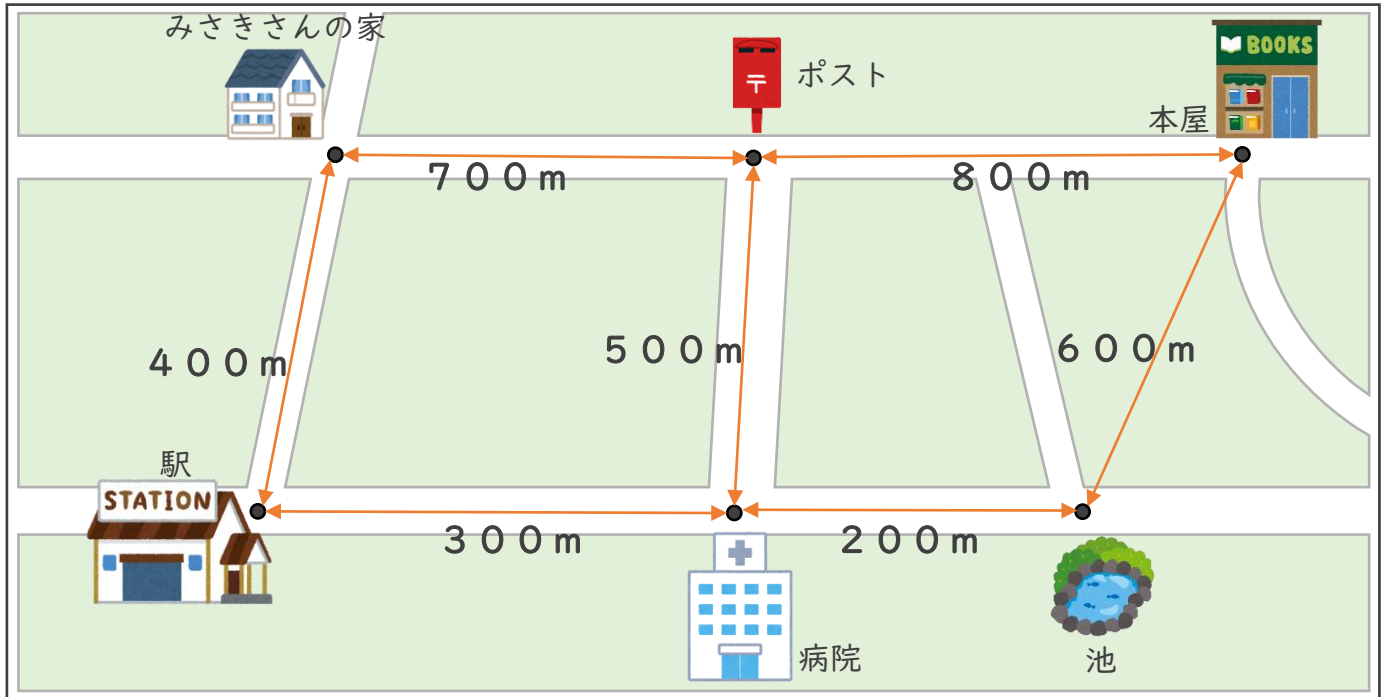 みさきさんの家
〒
ポスト
BOOKS
本屋
700m
800m
400m
500m
600m
駅
STATION
300m
200m
病院
池